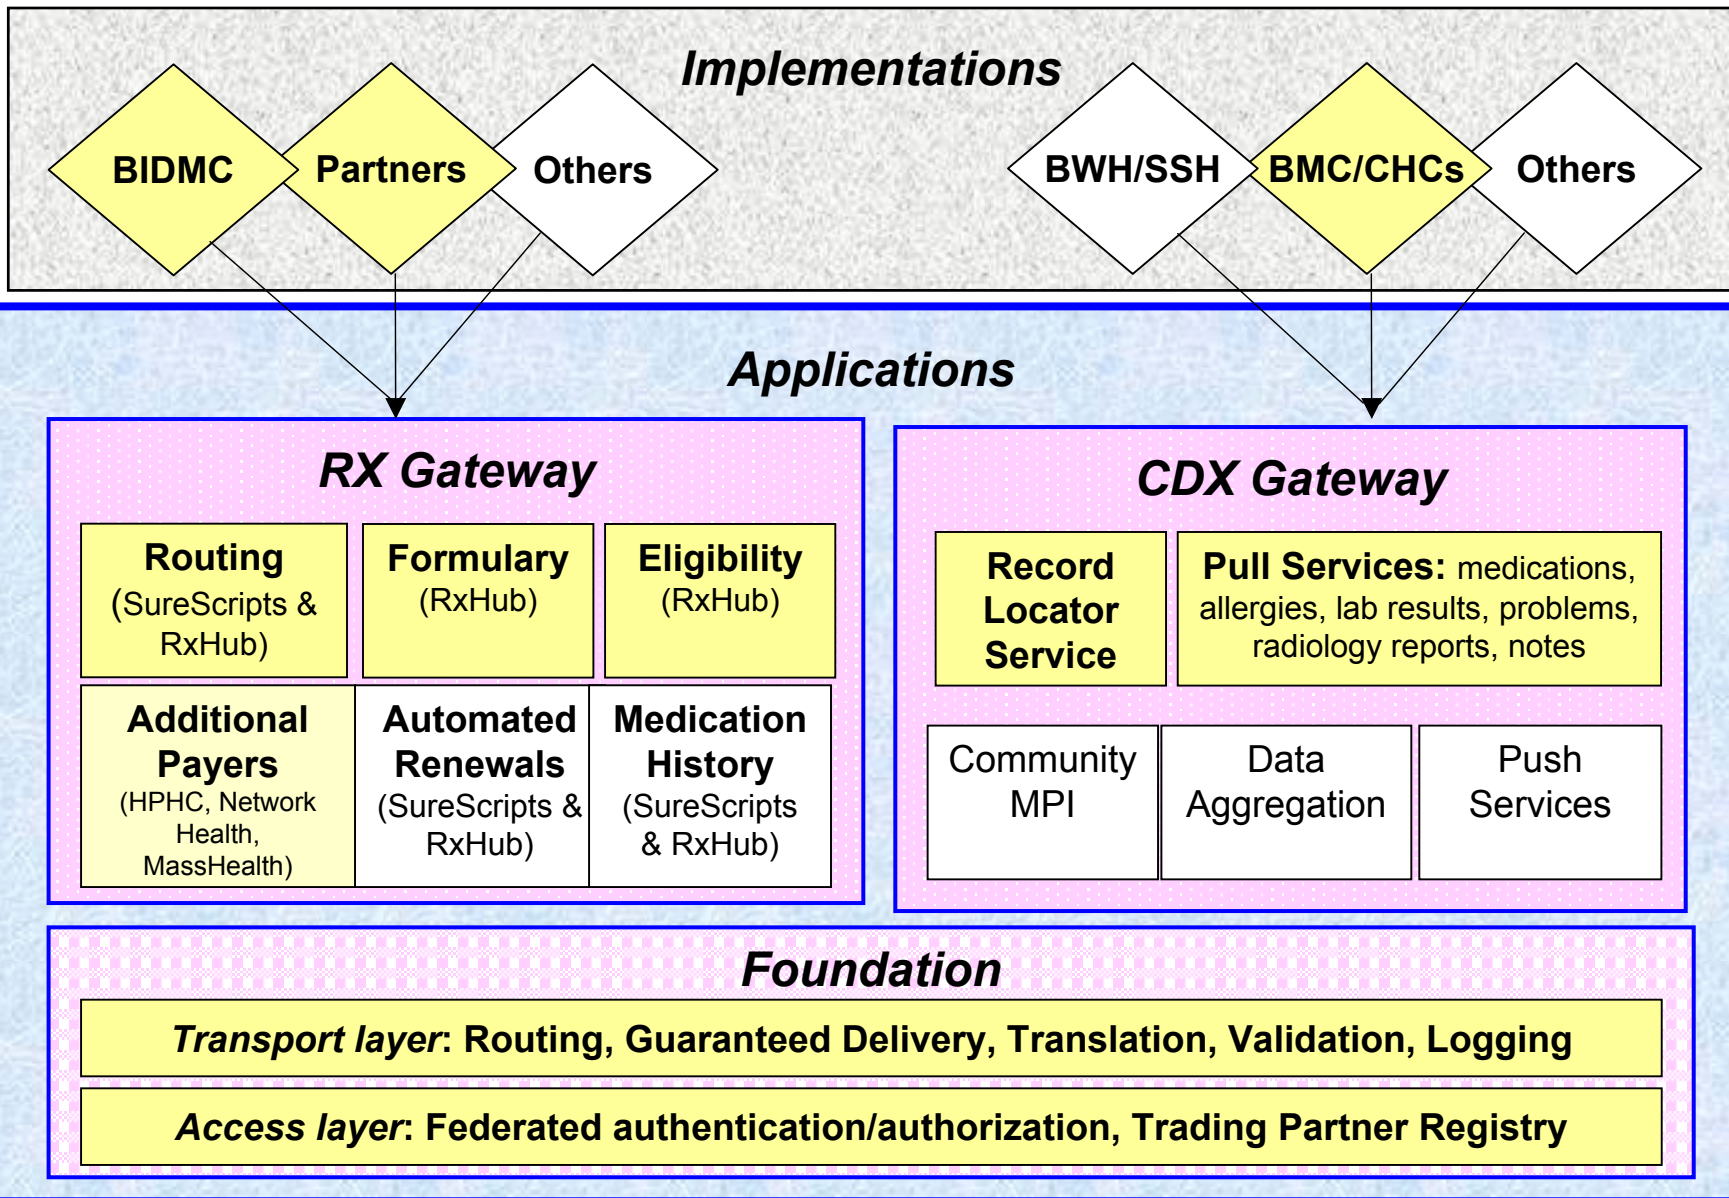 Implementations
BIDMC
Partners
Others
BWH/SSH
BMC/CHCs
Others
Applications
RX Gateway
Routing
(SureScripts &
RxHub)
Formulary
(RxHub)
Eligibility
(RxHub)
Additional
Payers
(HPHC, Network
Health,
MassHealth)
Automated
Renewals
(SureScripts &
RxHub)
Medication
History
(SureScripts
& RxHub)
CDX Gateway
Record
Locator
Service
Pull Services: medications,
allergies, lab results, problems,
radiology reports, notes
Community
MPI
Data
Aggregation
Push
Services
Foundation
Transport layer: Routing, Guaranteed Delivery, Translation, Validation, Logging
Access layer: Federated authentication/authorization, Trading Partner Registry